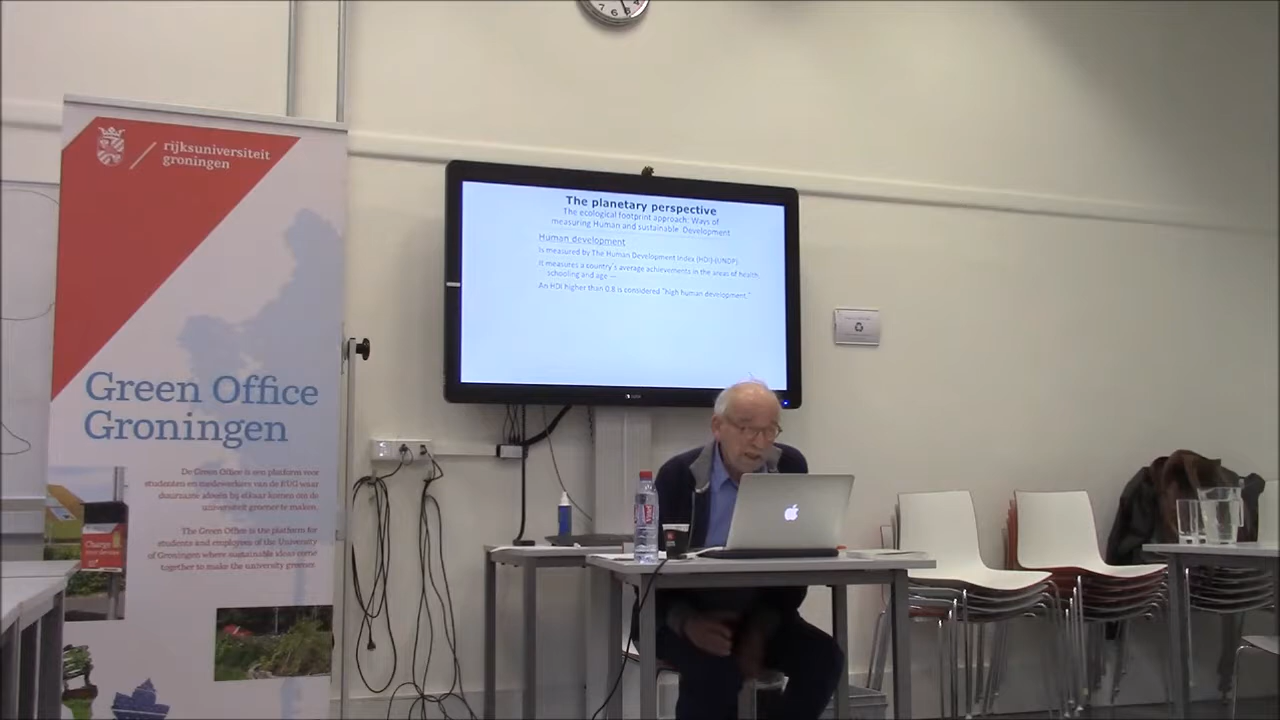 rijksuniversiteit
groningen
Green Office
Groningen
De Green Office is een platform voor
studenten en medewerkers van de RUG waar
duurzame ideeën bij elkaar komen om de
universiteit groener te maken.
The Green Office is the platform for
students and employees of the University
of Groningen where sustainable ideas come
together to make the university greener.
The planetary perspective
The ecological footprint approach: Ways of
measuring Human and sustainable Development
Human development
Is measured by The Human Development Index (HDI) (UNDP)
It measures a country's average achievements in the areas of health,
schooling and age —
An HDI higher than 0.8 is considered "high human development."
7 6 5 4